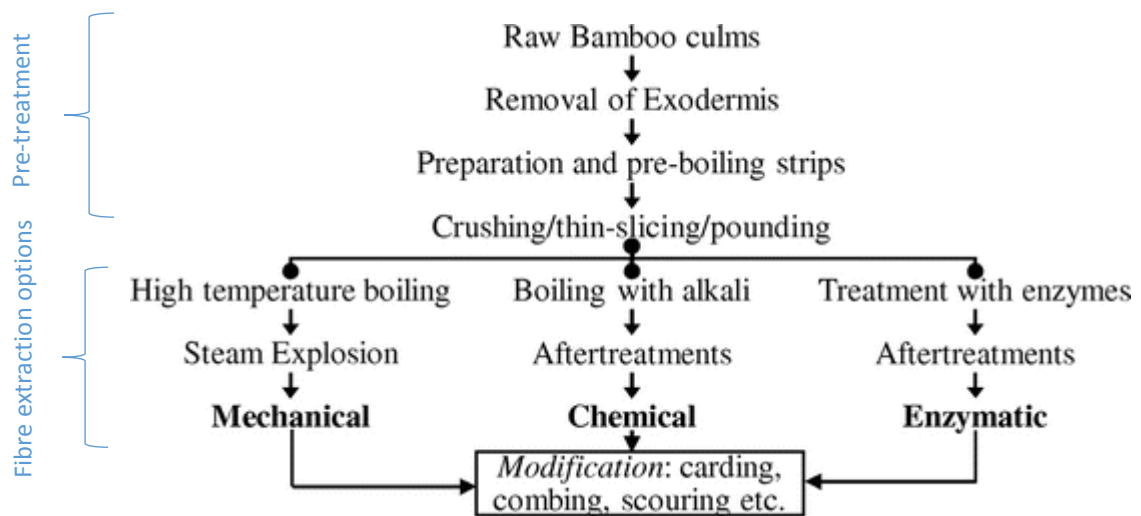 Pre-treatment
Raw Bamboo culms
Removal of Exodermis
Preparation and pre-boiling strips
Crushing/thin-slicing/pounding
Fibre extraction options
High temperature boiling
Boiling with alkali
Treatment with enzymes
Steam Explosion
Aftertreatments
Aftertreatments
Mechanical
Chemical
Enzymatic
Modification: carding,
combing, scouring etc.